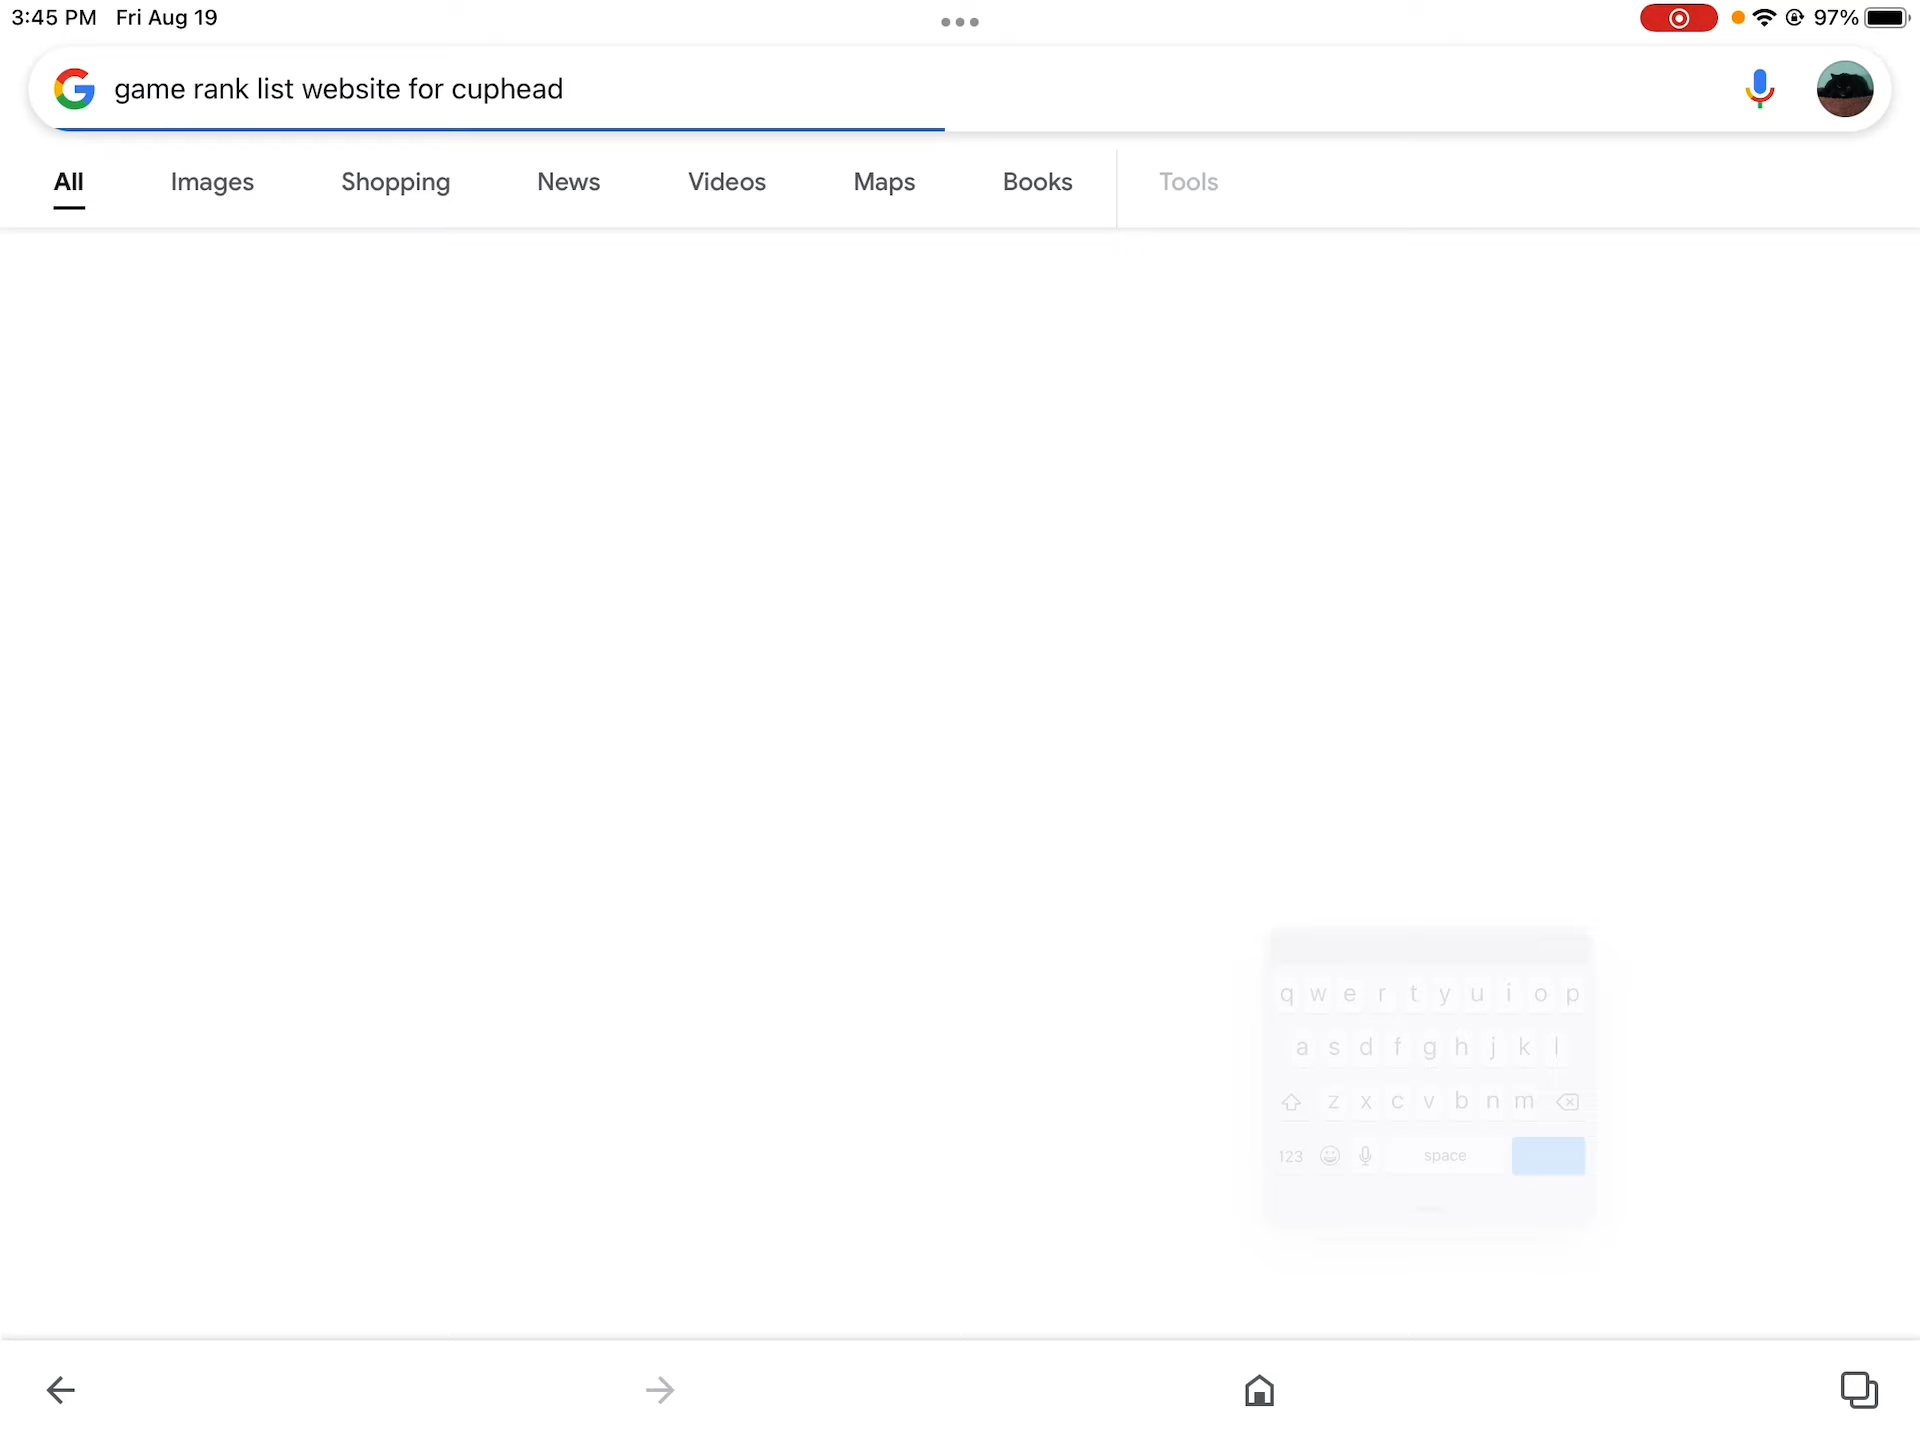 3:45 PM Fri Aug 19 97%
game rank list website for cuphead
All Images Shopping News Videos Maps Books Tools
q w e r t y u i o p
a s d f g h j k l
z x c v b n m
123 space